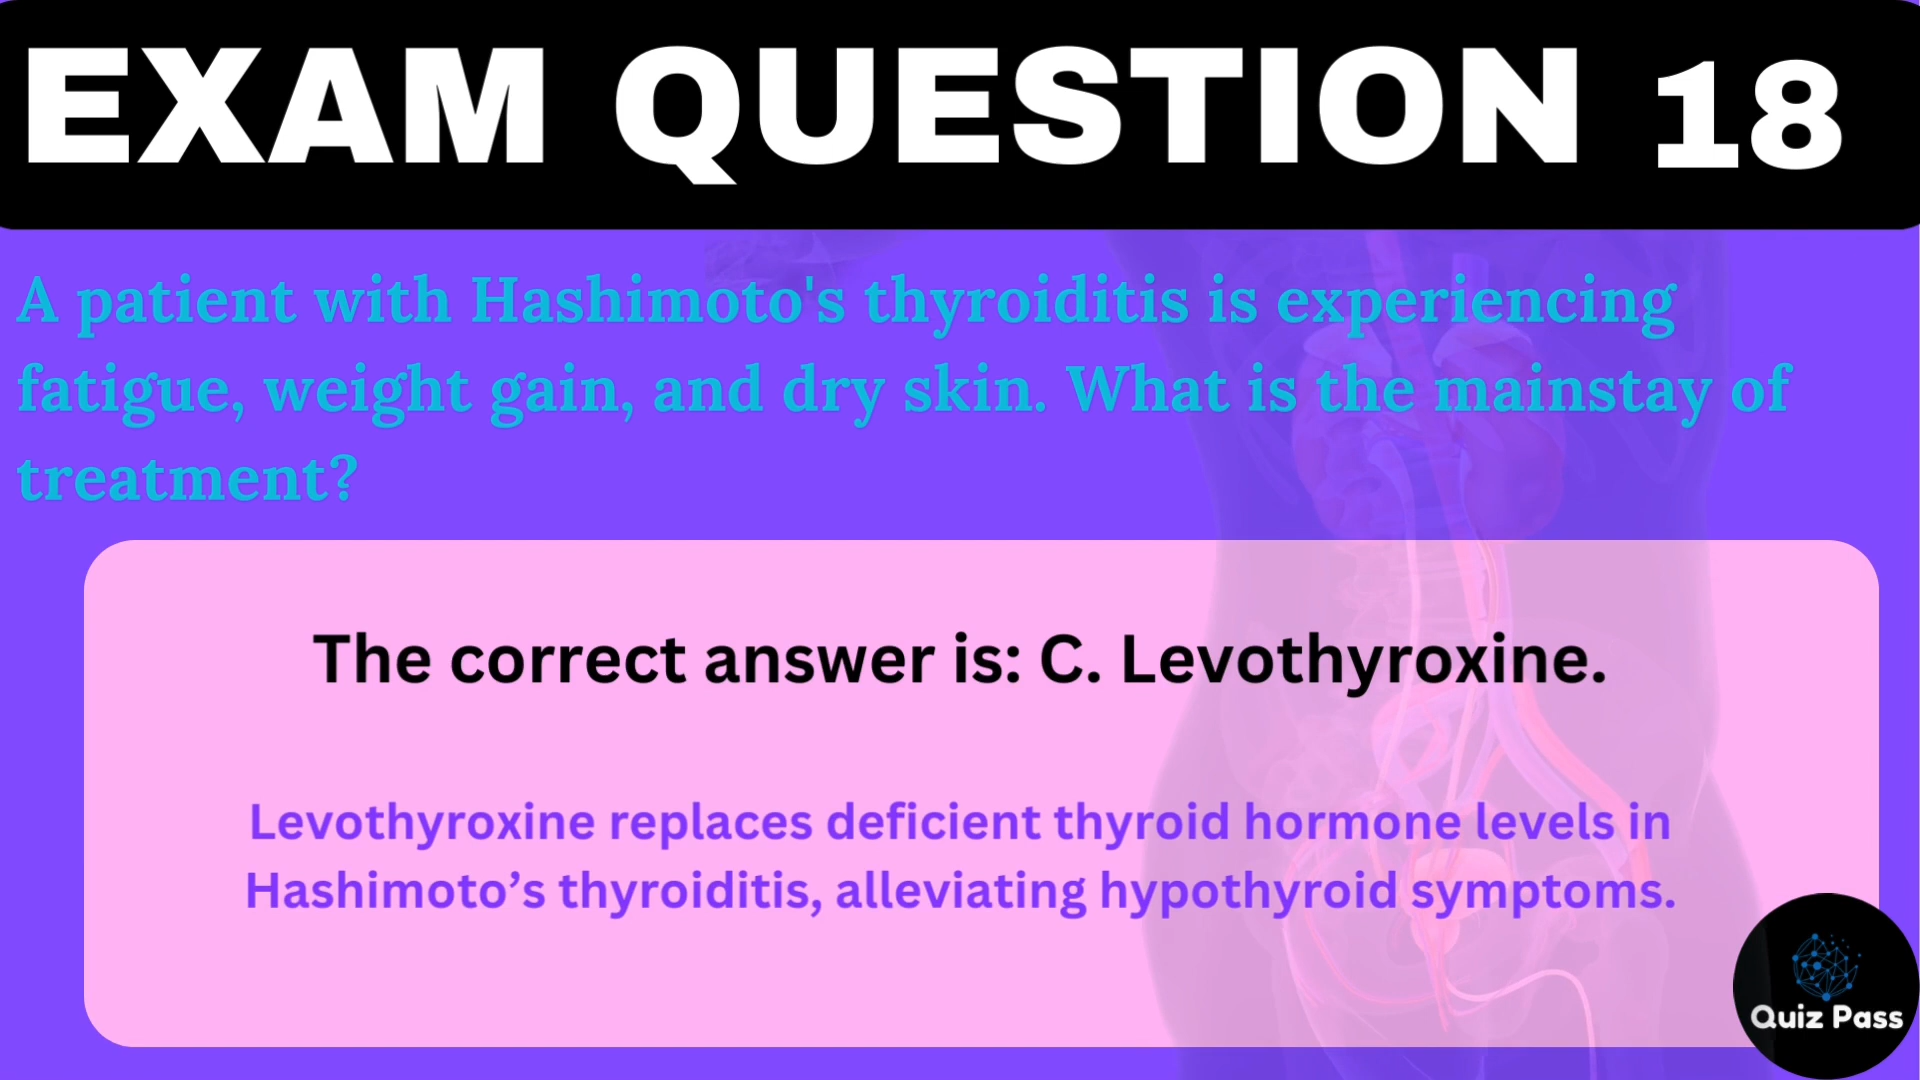 EXAM QUESTION 18
A patient with Hashimoto's thyroiditis is experiencing
fatigue, weight gain, and dry skin. What is the mainstay of
treatment?
The correct answer is: C. Levothyroxine.
Levothyroxine replaces deficient thyroid hormone levels in
Hashimoto’s thyroiditis, alleviating hypothyroid symptoms.
Quiz Pass